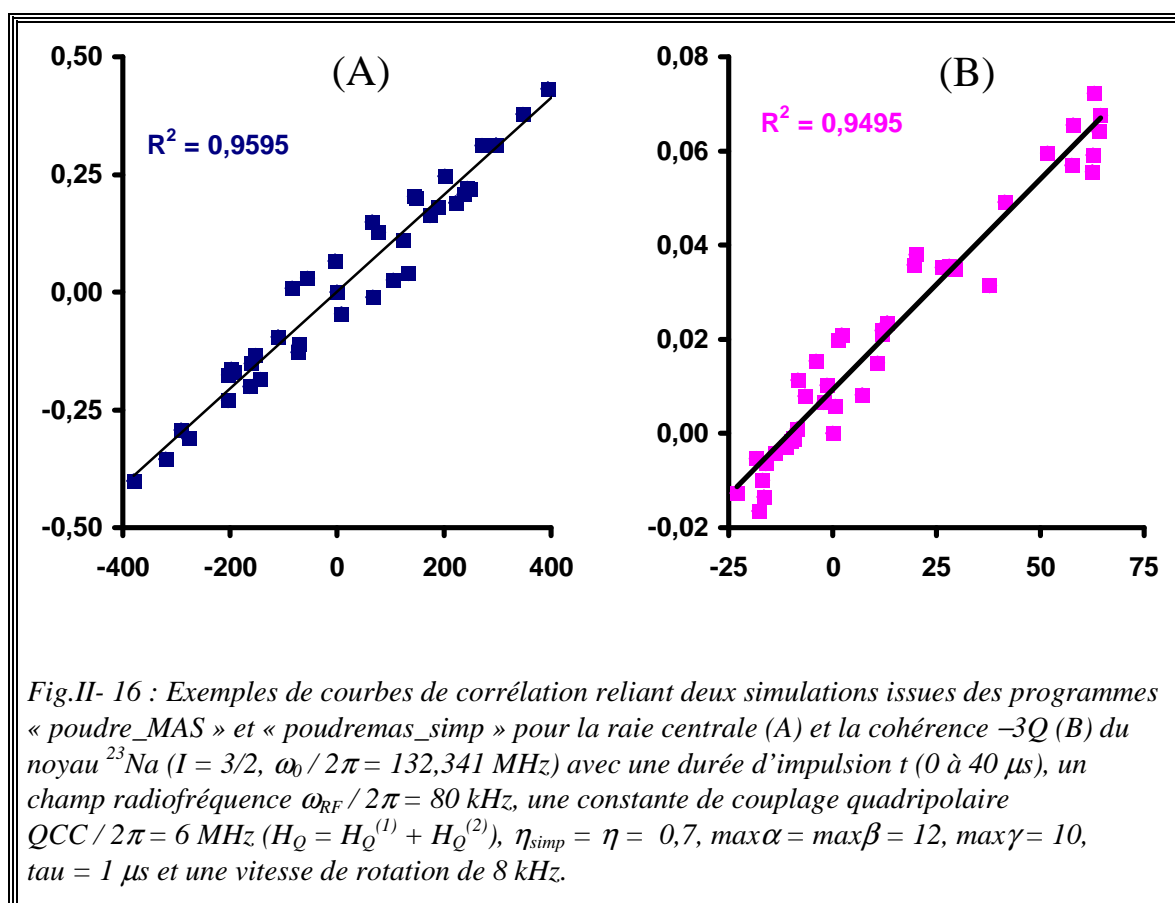 (A)
R² = 0,9595
0,50
0,25
0,00
-0,25
-0,50
-400 -200 0 200 400
(B)
R² = 0,9495
0,08
0,06
0,04
0,02
0,00
-0,02
-25 0 25 50 75
Fig.II- 16 : Exemples de courbes de corrélation reliant deux simulations issues des programmes
« poudre_MAS » et « poudremas_simp » pour la raie centrale (A) et la cohérence –3Q (B) du
noyau ²³Na (I = 3/2, ω₀ / 2π = 132,341 MHz) avec une durée d’impulsion t (0 à 40 μs), un
champ radiofréquence ω_RF / 2π = 80 kHz, une constante de couplage quadripolaire
QCC / 2π = 6 MHz (H_Q = H_Q⁽¹⁾ + H_Q⁽²⁾), η_simp = η = 0,7, maxα = maxβ = 12, maxγ = 10,
tau = 1 μs et une vitesse de rotation de 8 kHz.